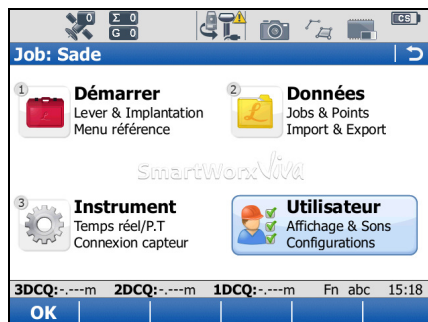 0 Σ 0
G 0
CS
Job: Sade
1 Démarrer
Lever & Implantation
Menu référence
2 Données
Jobs & Points
Import & Export
SmartWorx Viva
3 Instrument
Temps réel/P.T
Connexion capteur
Utilisateur
Affichage & Sons
Configurations
3DCQ:-.---m 2DCQ:-.---m 1DCQ:-.---m Fn abc 15:18
OK